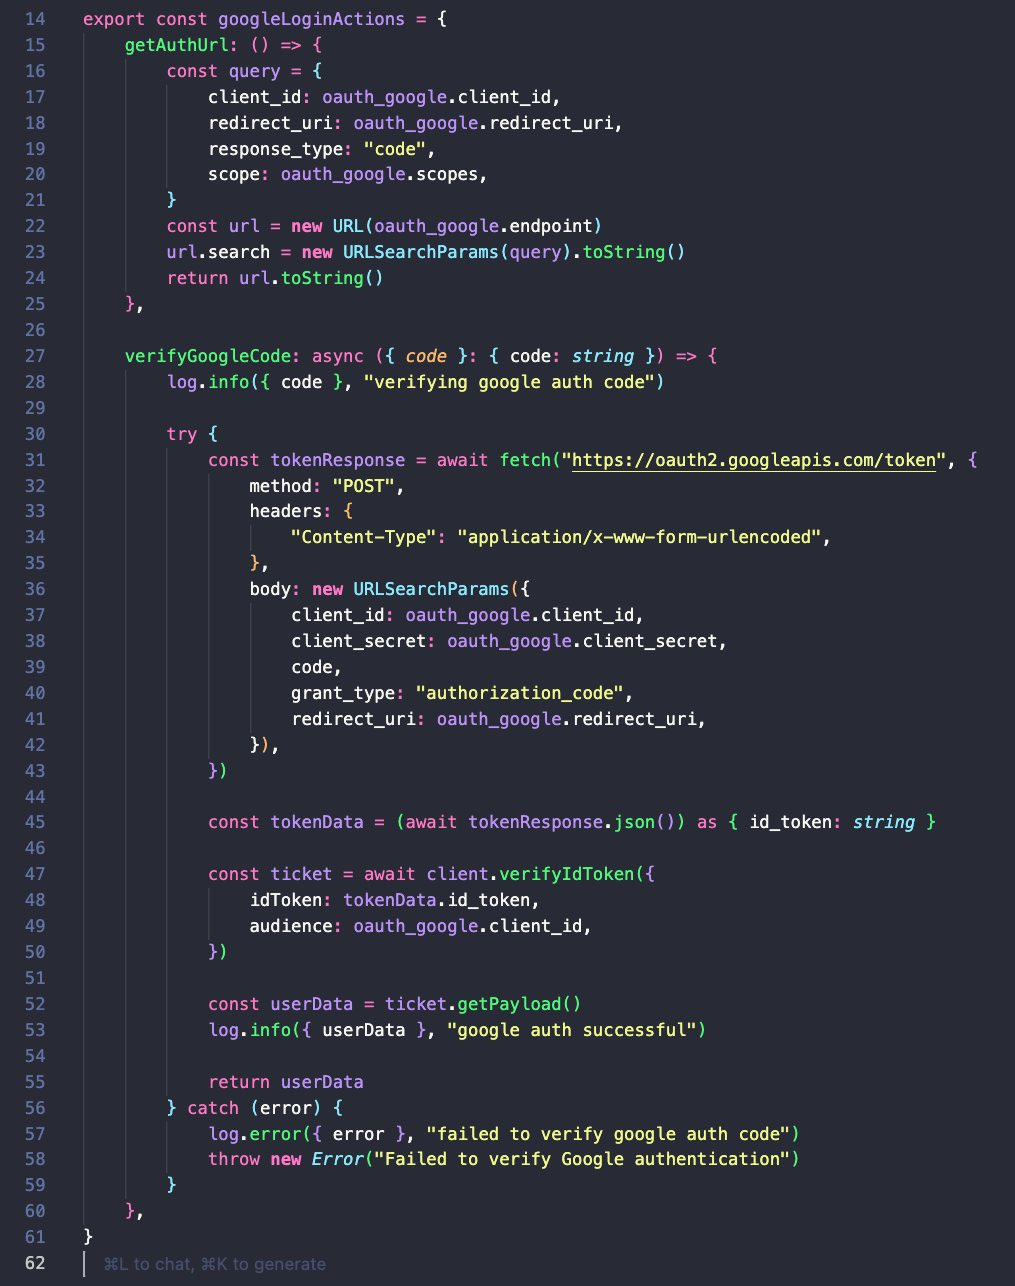 14 export const googleLoginActions = {
15     getAuthUrl: () => {
16         const query = {
17             client_id: oauth_google.client_id,
18             redirect_uri: oauth_google.redirect_uri,
19             response_type: "code",
20             scope: oauth_google.scopes,
21         }
22         const url = new URL(oauth_google.endpoint)
23         url.search = new URLSearchParams(query).toString()
24         return url.toString()
25     },
26
27     verifyGoogleCode: async ({ code }: { code: string }) => {
28         log.info({ code }, "verifying google auth code")
29
30         try {
31             const tokenResponse = await fetch("https://oauth2.googleapis.com/token", {
32                 method: "POST",
33                 headers: {
34                     "Content-Type": "application/x-www-form-urlencoded",
35                 },
36                 body: new URLSearchParams({
37                     client_id: oauth_google.client_id,
38                     client_secret: oauth_google.client_secret,
39                     code,
40                     grant_type: "authorization_code",
41                     redirect_uri: oauth_google.redirect_uri,
42                 }),
43             })
44
45             const tokenData = (await tokenResponse.json()) as { id_token: string }
46
47             const ticket = await client.verifyIdToken({
48                 idToken: tokenData.id_token,
49                 audience: oauth_google.client_id,
50             })
51
52             const userData = ticket.getPayload()
53             log.info({ userData }, "google auth successful")
54
55             return userData
56         } catch (error) {
57             log.error({ error }, "failed to verify google auth code")
58             throw new Error("Failed to verify Google authentication")
59         }
60     },
61 }
62 ⌘L to chat, ⌘K to generate